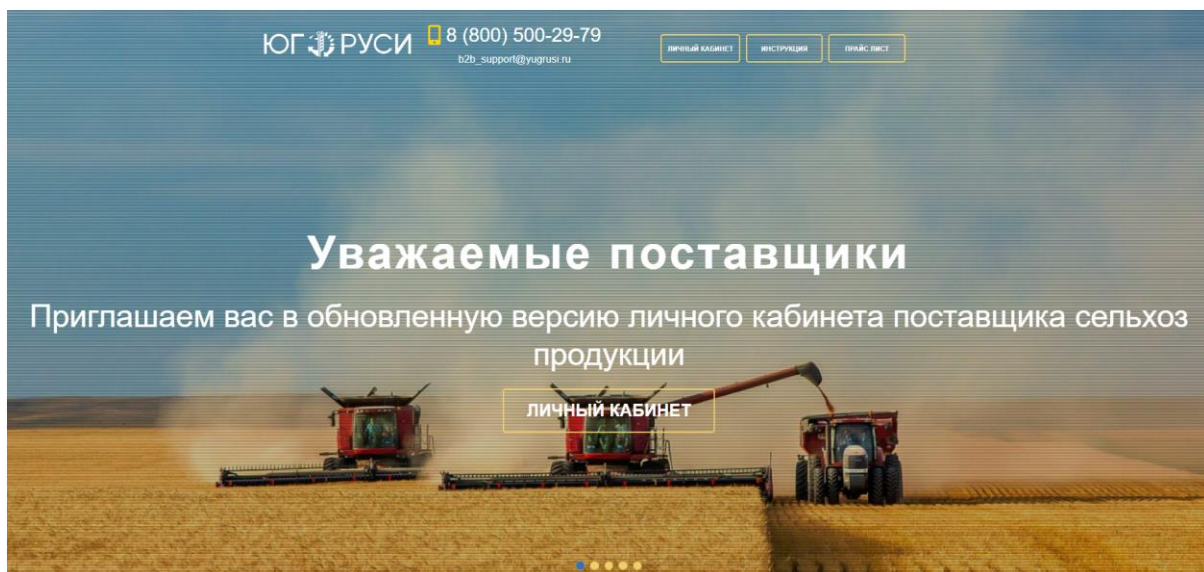 ЮГ РУСИ
8 (800) 500-29-79
b2b_support@yugrusi.ru
ЛИЧНЫЙ КАБИНЕТ
ИНСТРУКЦИЯ
ПРАЙС ЛИСТ
Уважаемые поставщики
Приглашаем вас в обновленную версию личного кабинета поставщика сельхоз
продукции
ЛИЧНЫЙ КАБИНЕТ